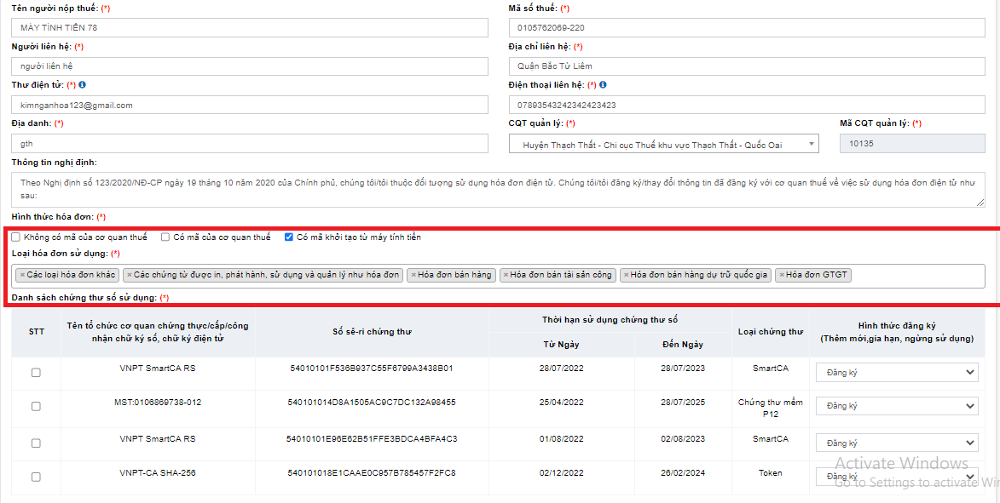 Tên người nộp thuế: (*) Mã số thuế: (*)
MÁY TÍNH TIỀN 78 0105762069-220
Người liên hệ: (*) Địa chỉ liên hệ: (*)
người liên hệ Quận Bắc Từ Liêm
Thư điện tử: (*) Điện thoại liên hệ: (*)
kimnganhoa123@gmail.com 07893543242342423423
Địa danh: (*) CQT quản lý: (*) Mã CQT quản lý: (*)
gth Huyện Thạch Thất - Chi cục Thuế khu vực Thạch Thất - Quốc Oai 10135
Thông tin nghị định:
Theo Nghị định số 123/2020/NĐ-CP ngày 19 tháng 10 năm 2020 của Chính phủ, chúng tôi/tôi thuộc đối tượng sử dụng hóa đơn điện tử. Chúng tôi/tôi đăng ký/thay đổi thông tin đã đăng ký với cơ quan thuế về việc sử dụng hóa đơn điện tử như
sau:
Hình thức hóa đơn: (*)
Không có mã của cơ quan thuế Có mã của cơ quan thuế Có mã khởi tạo từ máy tính tiền
Loại hóa đơn sử dụng: (*)
×Các loại hóa đơn khác ×Các chứng từ được in, phát hành, sử dụng và quản lý như hóa đơn ×Hóa đơn bán hàng ×Hóa đơn bán tài sản công ×Hóa đơn bán hàng dự trữ quốc gia ×Hóa đơn GTGT
Danh sách chứng thư số sử dụng: (*)
STT Tên tổ chức cơ quan chứng thực/cấp/công nhận chữ ký số, chữ ký điện tử Số sê-ri chứng thư Thời hạn sử dụng chứng thư số Loại chứng thư Hình thức đăng ký
(Thêm mới,gia hạn, ngừng sử dụng)
Từ Ngày Đến Ngày
VNPT SmartCA RS 54010101F536B937C55F6799A3438B01 28/07/2022 28/07/2023 SmartCA Đăng ký
MST:0106869738-012 540101014D8A1505AC9C7DC132A98455 25/04/2022 28/07/2025 Chứng thư mềm P12 Đăng ký
VNPT SmartCA RS 54010101E96E62B51FFE3BDCA4BFA4C3 01/08/2022 02/08/2023 SmartCA Đăng ký
VNPT-CA SHA-256 540101018E1CAAE0C957B785457F2FC8 02/12/2022 26/02/2024 Token Đăng ký
Activate Windows
Go to Settings to activate Win